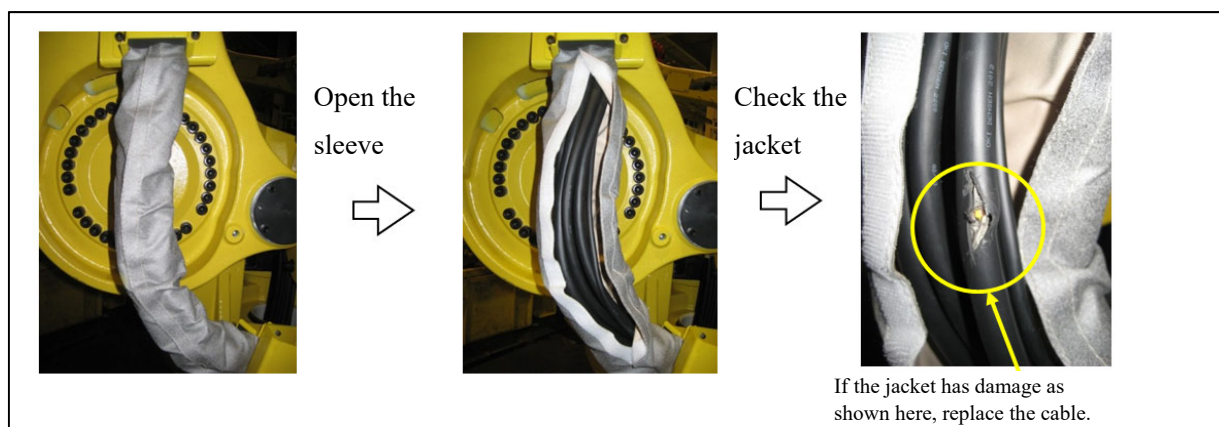 Open the
sleeve
Check the
jacket
If the jacket has damage as
shown here, replace the cable.